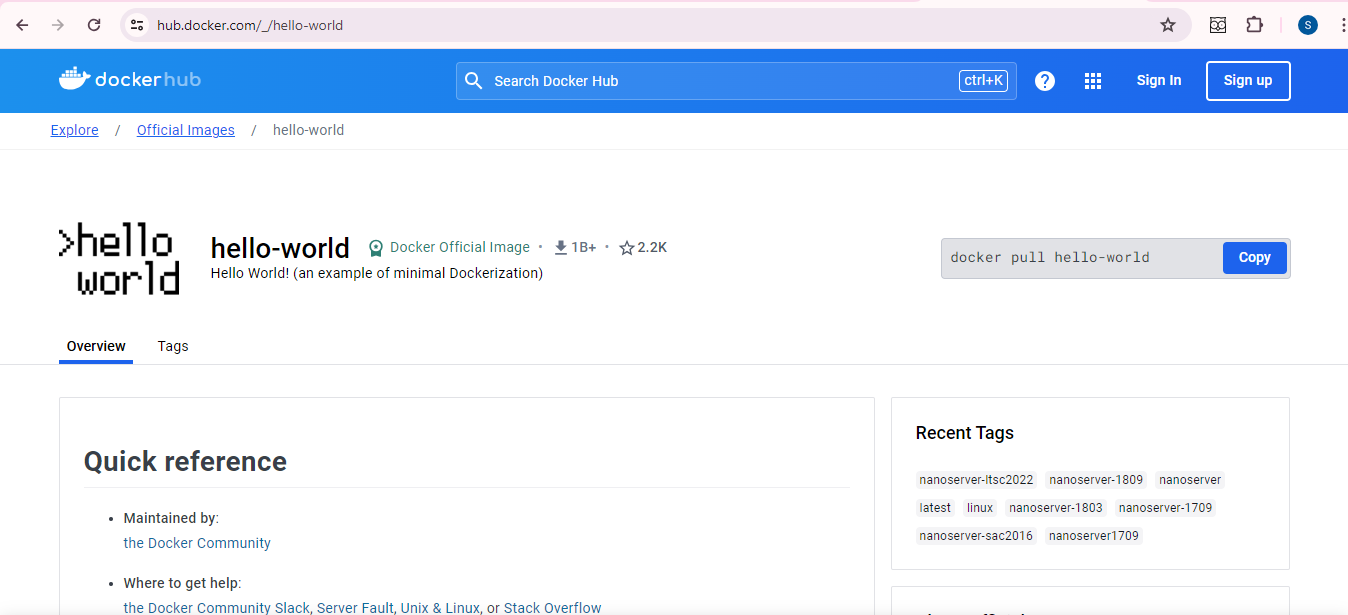 hub.docker.com/_/hello-world
S
dockerhub
Search Docker Hub
ctrl+K
?
Sign In
Sign up
Explore / Official Images / hello-world
>hello
world
hello-world Docker Official Image · 1B+ · 2.2K
Hello World! (an example of minimal Dockerization)
docker pull hello-world
Copy
Overview Tags
Quick reference
• Maintained by:
the Docker Community
• Where to get help:
the Docker Community Slack, Server Fault, Unix & Linux, or Stack Overflow
Recent Tags
nanoserver-ltsc2022 nanoserver-1809 nanoserver
latest linux nanoserver-1803 nanoserver-1709
nanoserver-sac2016 nanoserver1709